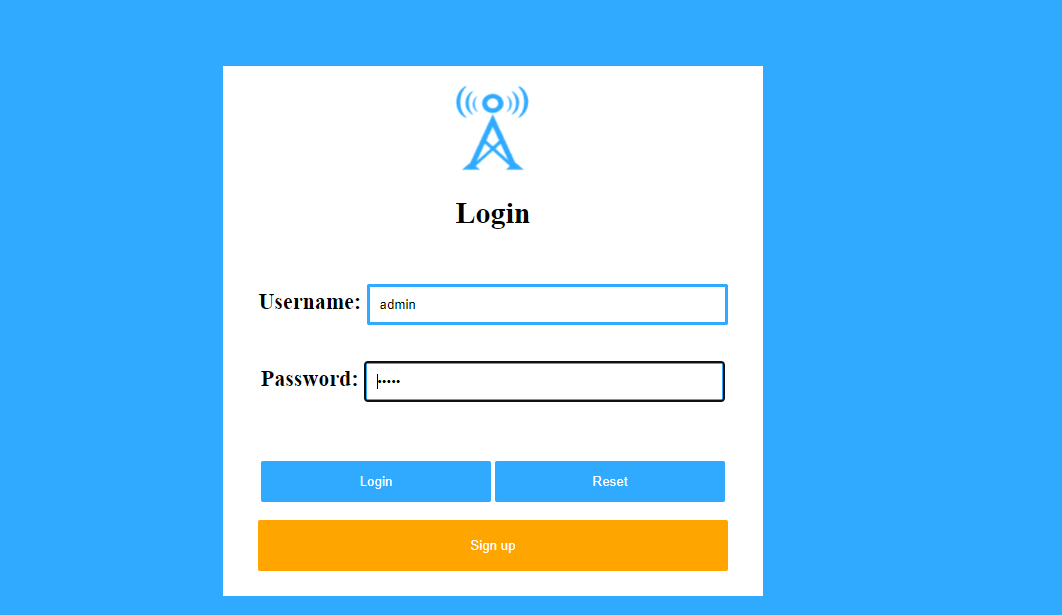 Login
Username: admin
Password: •••••
Login Reset
Sign up